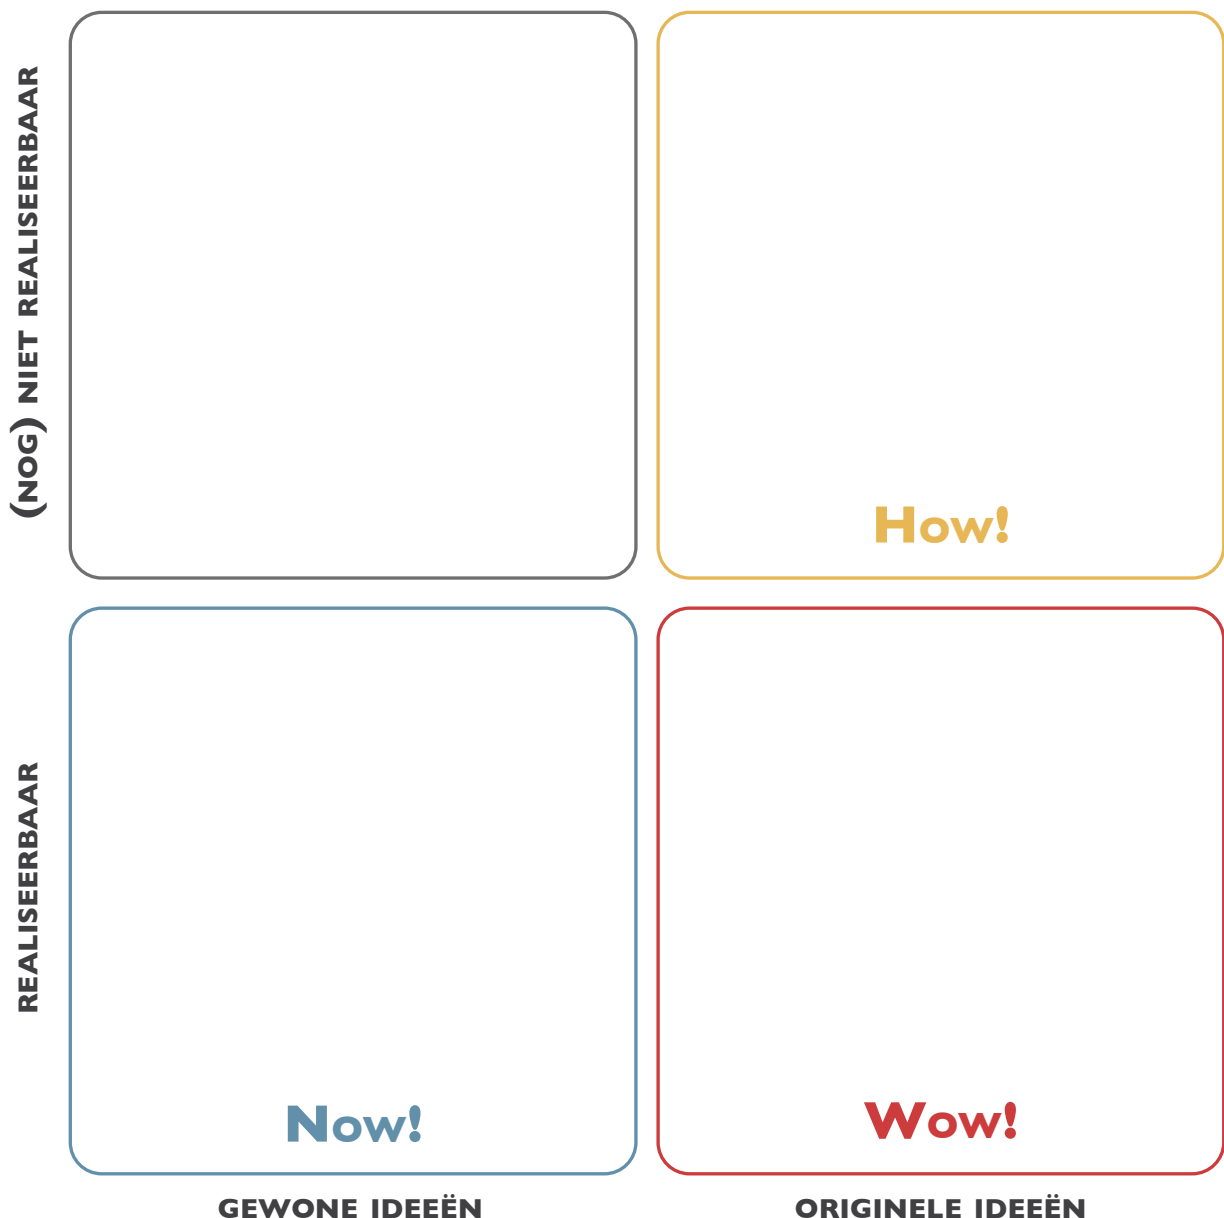 (NOG) NIET REALISEERBAAR
How!
REALISEERBAAR
Now!
Wow!
GEWONE IDEEËN
ORIGINELE IDEEËN